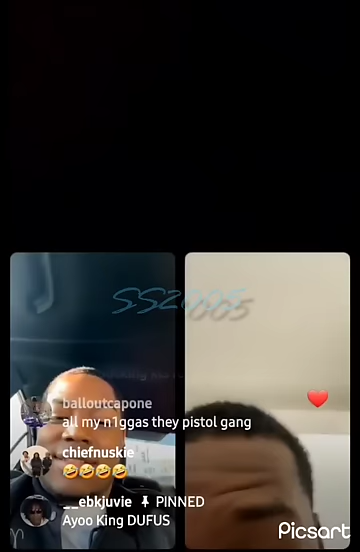 SS2005
balloutcapone
all my n1ggas they pistol gang
chiefnuskie
🤣🤣🤣🤣
__ebkjuvie 📌 PINNED
Ayoo King DUFUS
Picsart